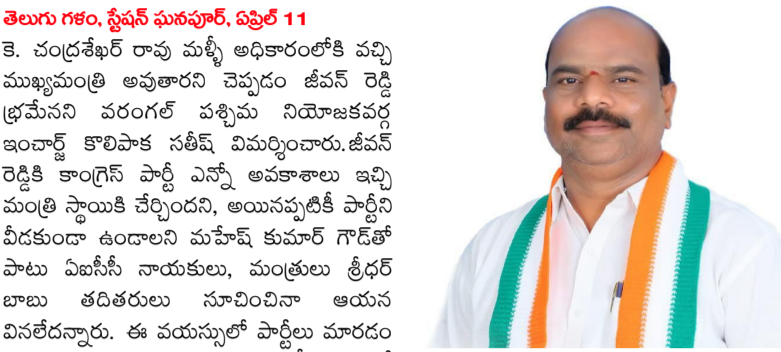 తెలుగు గళం, స్టేషన్ ఘనపూర్, ఏప్రిల్ 11
కె. చంద్రశేఖర్ రావు మళ్ళీ అధికారంలోకి వచ్చి
ముఖ్యమంత్రి అవుతారని చెప్పడం జీవన్ రెడ్డి
భ్రమేనని వరంగల్ పశ్చిమ నియోజకవర్గ
ఇంచార్జ్ కొలిపాక సతీష్ విమర్శించారు.జీవన్
రెడ్డికి కాంగ్రెస్ పార్టీ ఎన్నో అవకాశాలు ఇచ్చి
మంత్రి స్థాయికి చేర్చిందని, అయినప్పటికీ పార్టీని
వీడకుండా ఉండాలని మహేష్ కుమార్ గౌడ్‌తో
పాటు ఏఐసీసీ నాయకులు, మంత్రులు శ్రీధర్
బాబు తదితరులు సూచించినా ఆయన
వినలేదన్నారు. ఈ వయస్సులో పార్టీలు మారడం